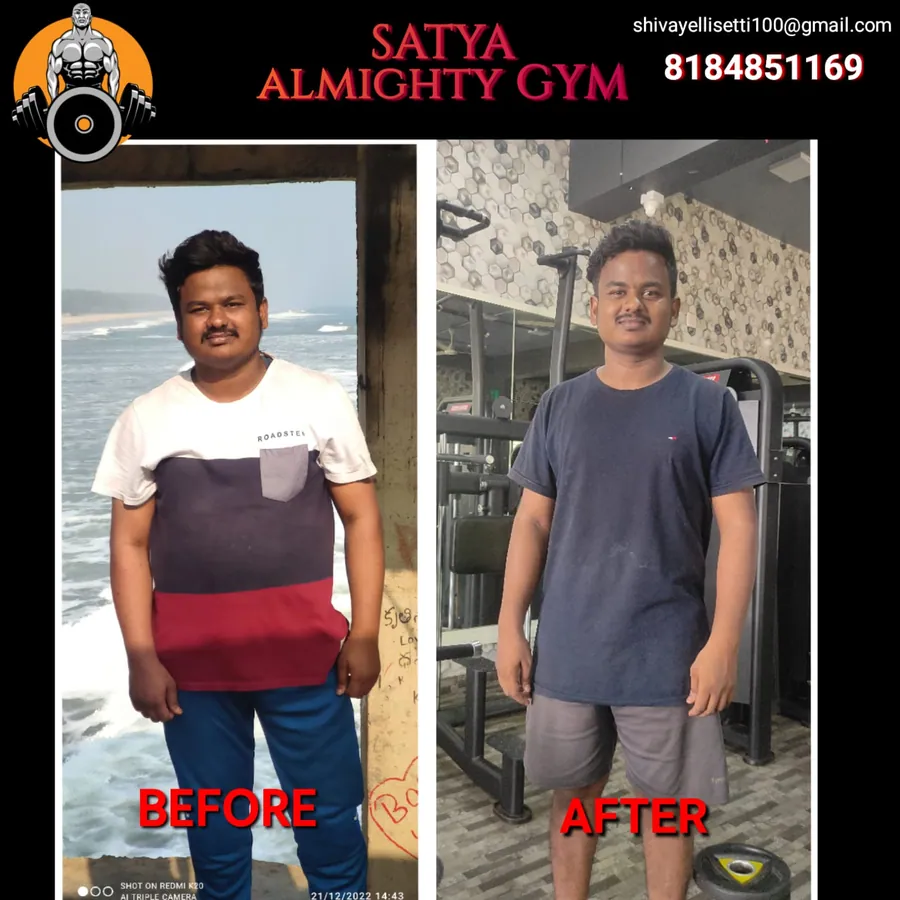 shivayellisetti100@gmail.com
SATYA
ALMIGHTY GYM
8184851169
ROADSTER
క్ర
Lov
BEFORE
AFTER
SHOT ON REDMI K20
AI TRIPLE CAMERA
21/12/2022 14:43